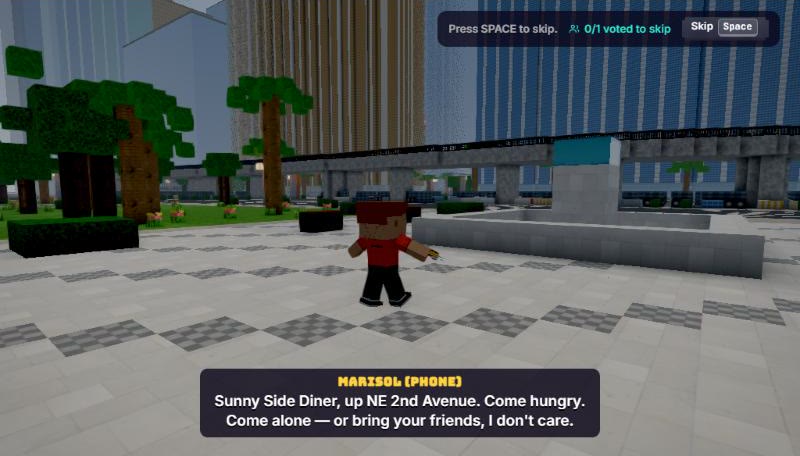 Press SPACE to skip. 0/1 voted to skip Skip Space
MARISOL (PHONE)
Sunny Side Diner, up NE 2nd Avenue. Come hungry.
Come alone — or bring your friends, I don't care.